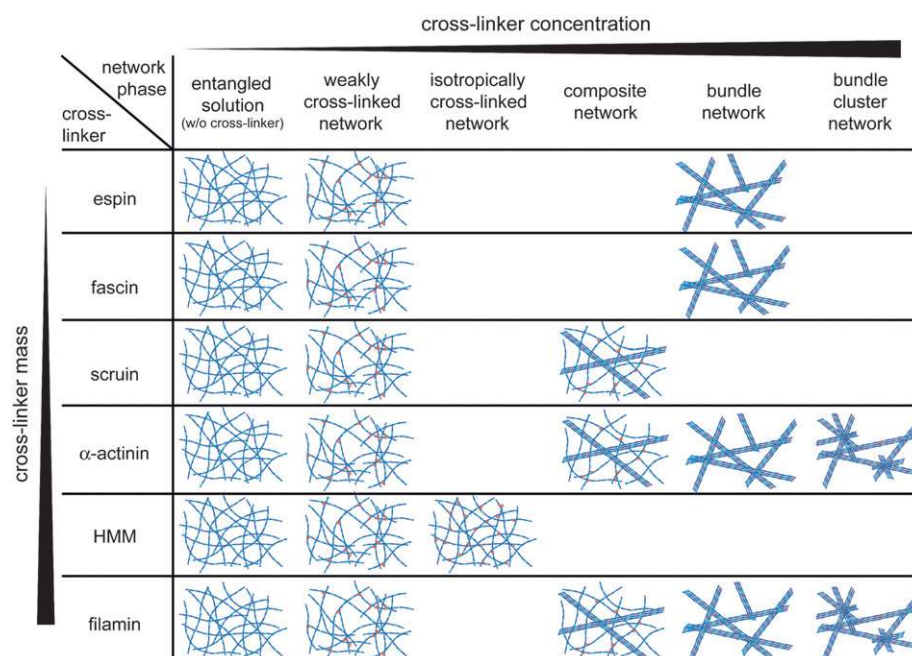 cross-linker concentration
network
phase
cross-
linker
entangled
solution
(w/o cross-linker)
weakly
cross-linked
network
isotropically
cross-linked
network
composite
network
bundle
network
bundle
cluster
network
cross-linker mass
espin
fascin
scruin
α-actinin
HMM
filamin